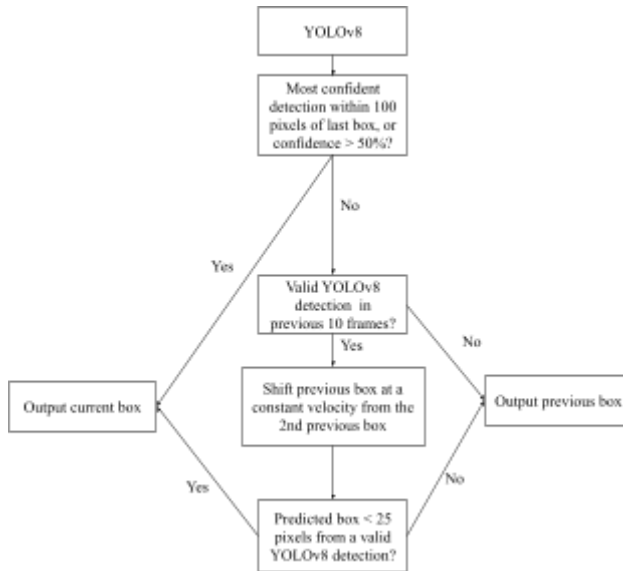 YOLOv8
Most confident
detection within 100
pixels of last box, or
confidence > 50%?
No
Yes
Valid YOLOv8
detection in
previous 10 frames?
Yes
No
Output current box
Shift previous box at a
constant velocity from the
2nd previous box
Output previous box
Yes
No
Predicted box < 25
pixels from a valid
YOLOv8 detection?